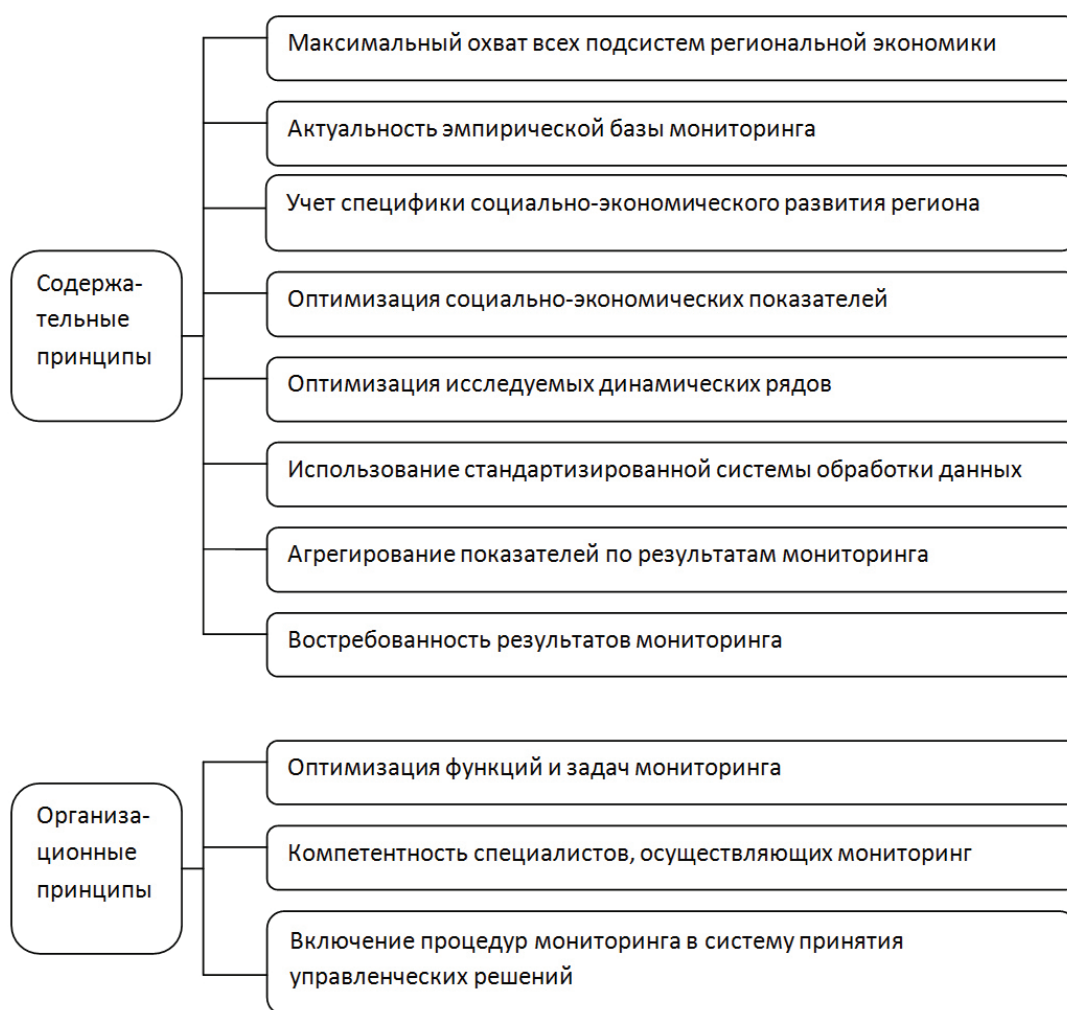 Максимальный охват всех подсистем региональной экономики
Актуальность эмпирической базы мониторинга
Учет специфики социально-экономического развития региона
Содержа-
тельные
принципы
Оптимизация социально-экономических показателей
Оптимизация исследуемых динамических рядов
Использование стандартизированной системы обработки данных
Агрегирование показателей по результатам мониторинга
Востребованность результатов мониторинга
Оптимизация функций и задач мониторинга
Организа-
ционные
принципы
Компетентность специалистов, осуществляющих мониторинг
Включение процедур мониторинга в систему принятия
управленческих решений